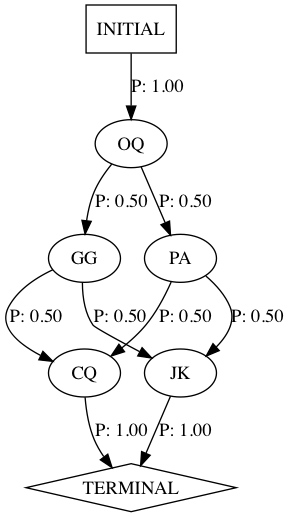 INITIAL
P: 1.00
OQ
P: 0.50 P: 0.50
GG PA
P: 0.50 P: 0.50 P: 0.50 P: 0.50
CQ JK
P: 1.00 P: 1.00
TERMINAL